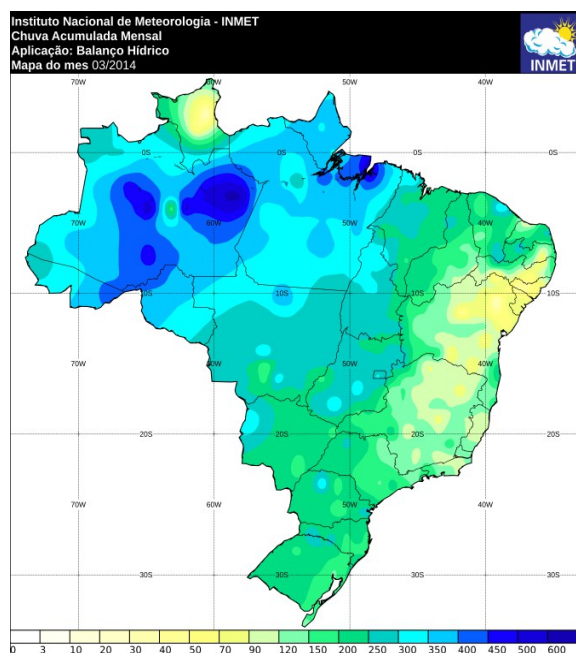 Instituto Nacional de Meteorologia - INMET
Chuva Acumulada Mensal
Aplicação: Balanço Hídrico
Mapa do mes 03/2014
INMET
70W 60W 50W 40W
0S 0S 0S 0S
70W 60W 50W 40W
10S 10S 10S 10S
70W 60W 50W 40W
20S 20S 20S 20S
70W 60W 50W 40W
30S 30S 30S 30S
0 3 10 20 30 40 50 70 90 120 150 200 250 300 350 400 450 500 600